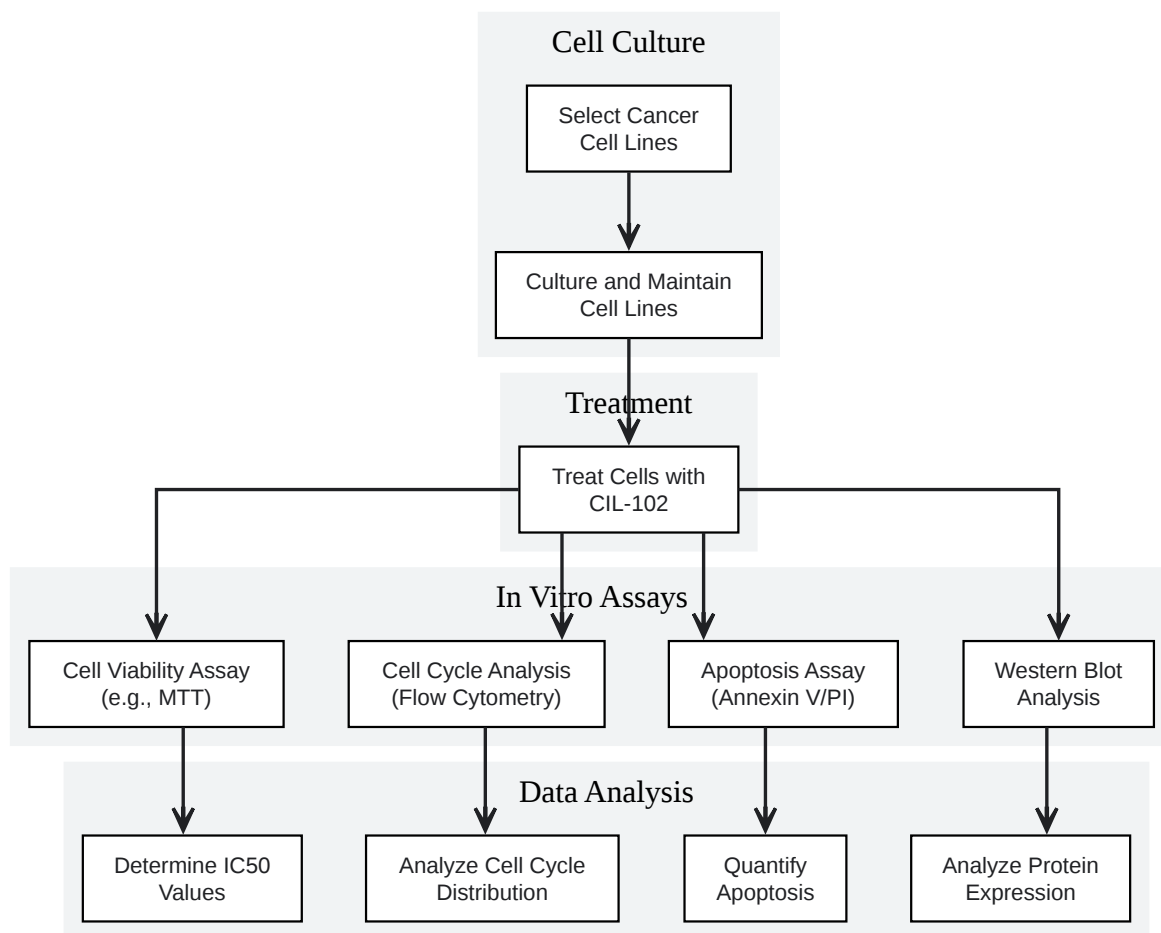 Cell Culture
Select Cancer
Cell Lines
Culture and Maintain
Cell Lines
Treatment
Treat Cells with
CIL-102
In Vitro Assays
Cell Viability Assay
(e.g., MTT)
Cell Cycle Analysis
(Flow Cytometry)
Apoptosis Assay
(Annexin V/PI)
Western Blot
Analysis
Data Analysis
Determine IC50
Values
Analyze Cell Cycle
Distribution
Quantify
Apoptosis
Analyze Protein
Expression